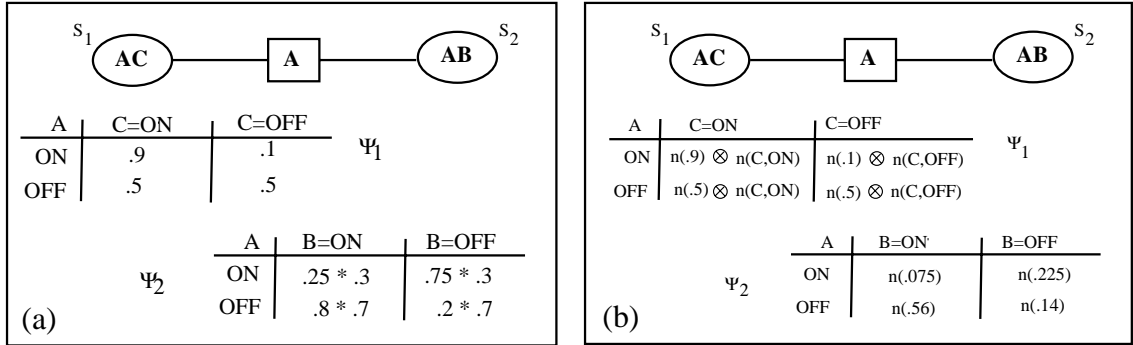 S1 AC A AB S2
A C=ON C=OFF
ON .9 .1 Ψ1
OFF .5 .5
A B=ON B=OFF
ON .25 * .3 .75 * .3
Ψ2
OFF .8 * .7 .2 * .7
(a)
S1 AC A AB S2
A C=ON C=OFF
Ψ1
ON n(.9) ⊗ n(C,ON) n(.1) ⊗ n(C,OFF)
OFF n(.5) ⊗ n(C,ON) n(.5) ⊗ n(C,OFF)
A B=ON B=OFF
ON n(.075) n(.225)
Ψ2
OFF n(.56) n(.14)
(b)